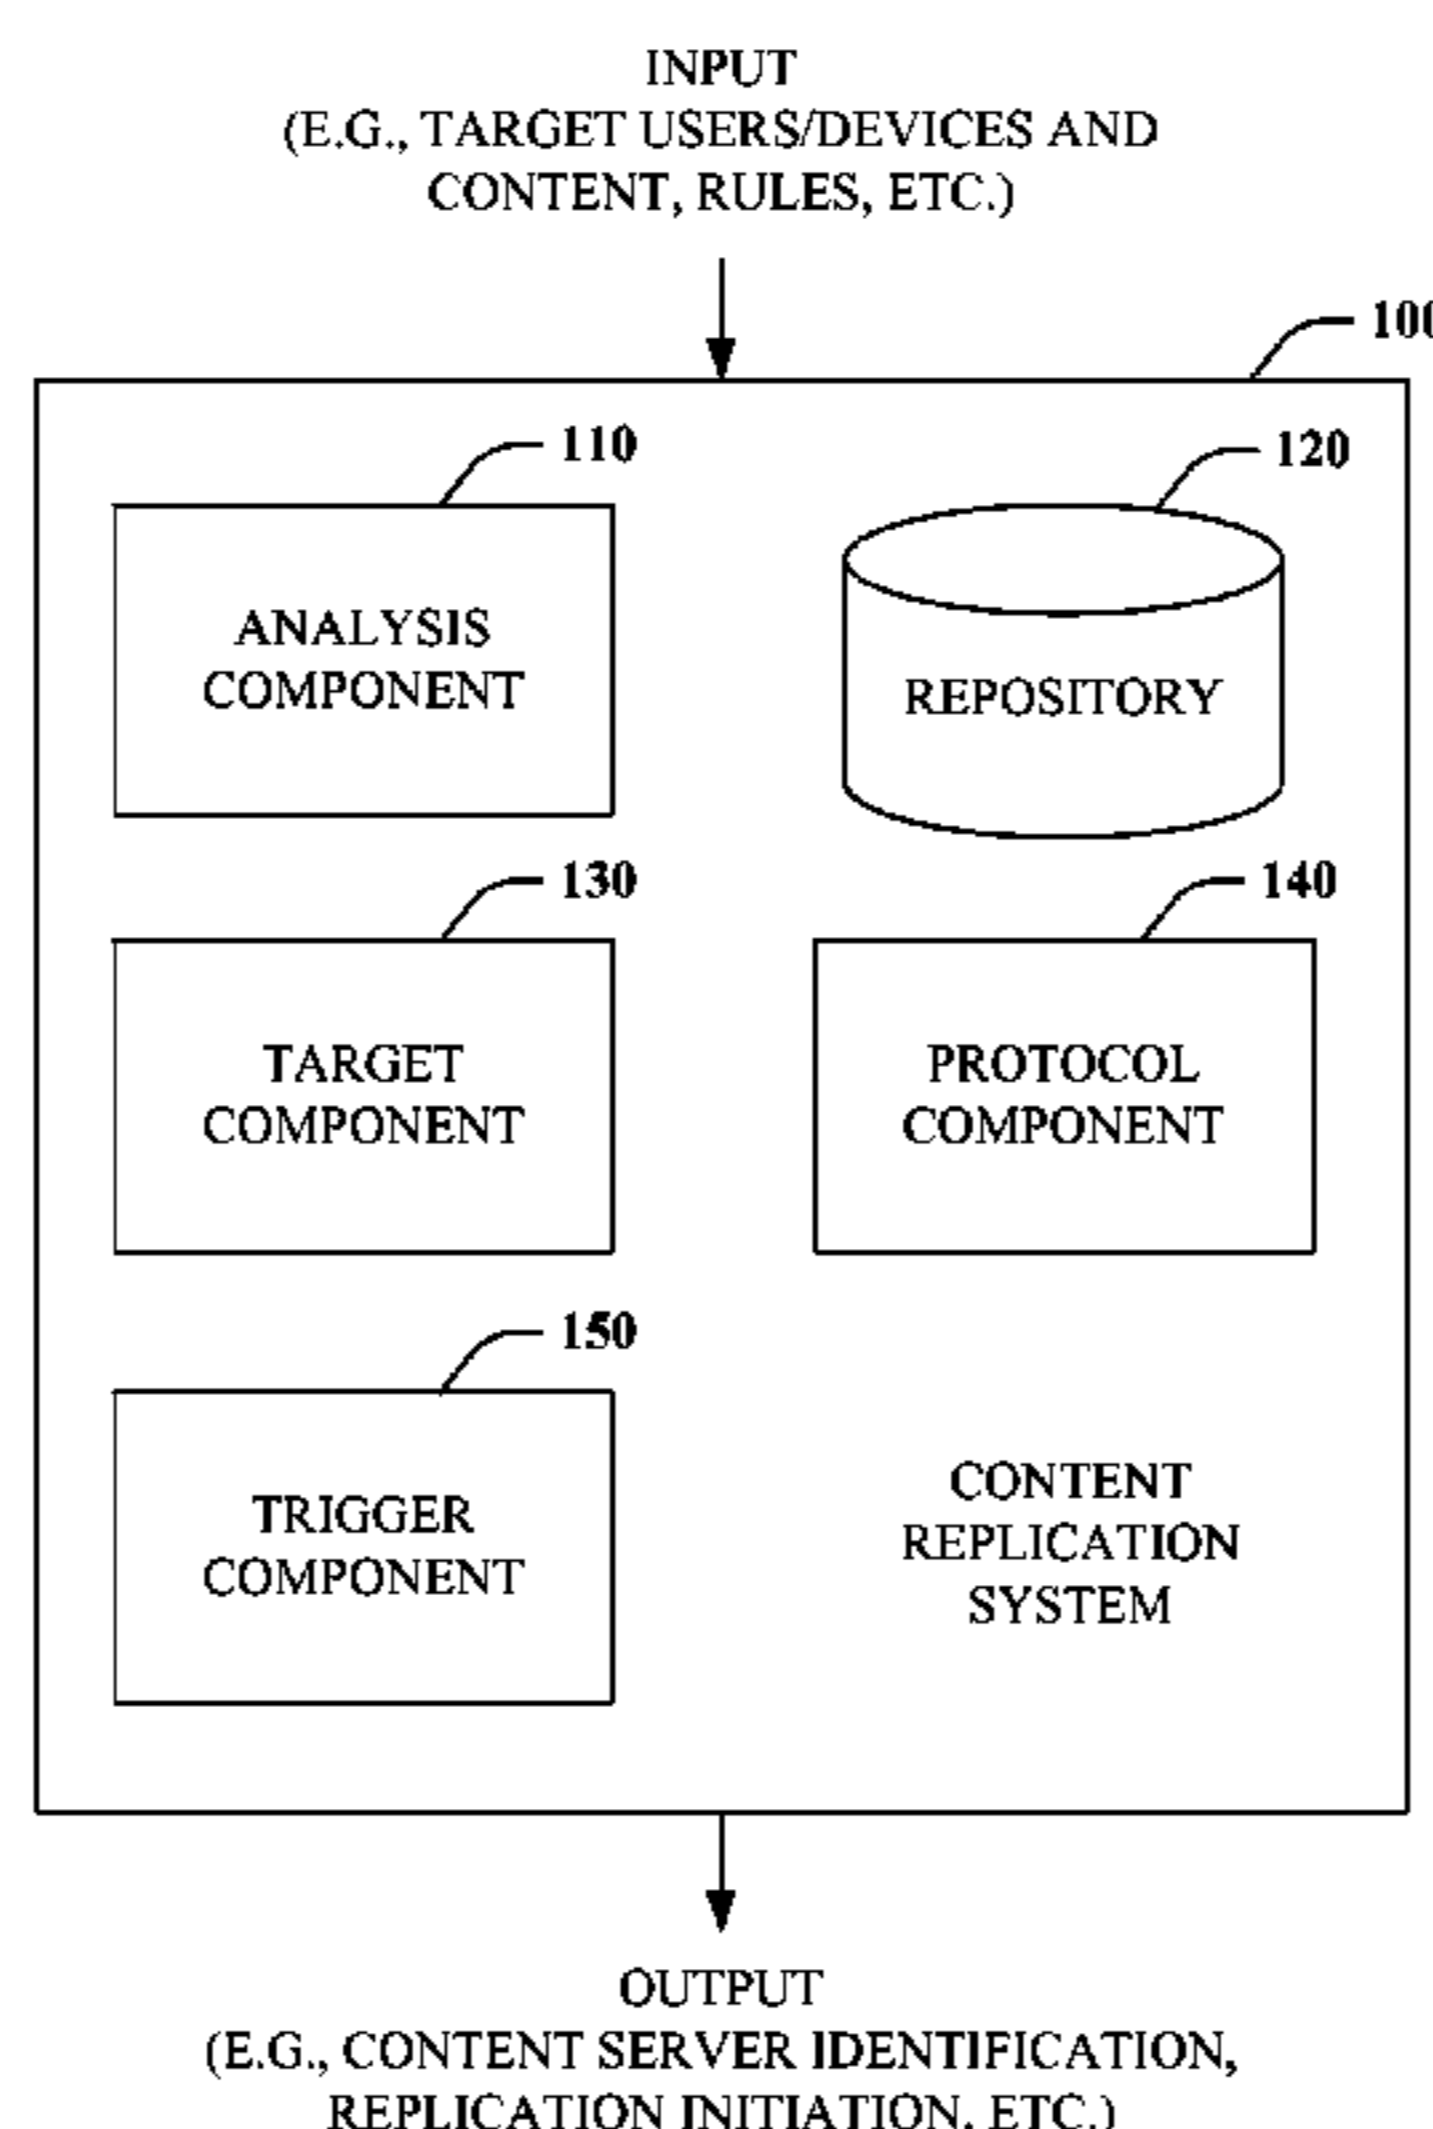 INPUT
(E.G., TARGET USERS/DEVICES AND
CONTENT, RULES, ETC.)
100
110
120
ANALYSIS
COMPONENT
REPOSITORY
130
140
TARGET
COMPONENT
PROTOCOL
COMPONENT
150
TRIGGER
COMPONENT
CONTENT
REPLICATION
SYSTEM
OUTPUT
(E.G., CONTENT SERVER IDENTIFICATION,
REPLICATION INITIATION, ETC.)